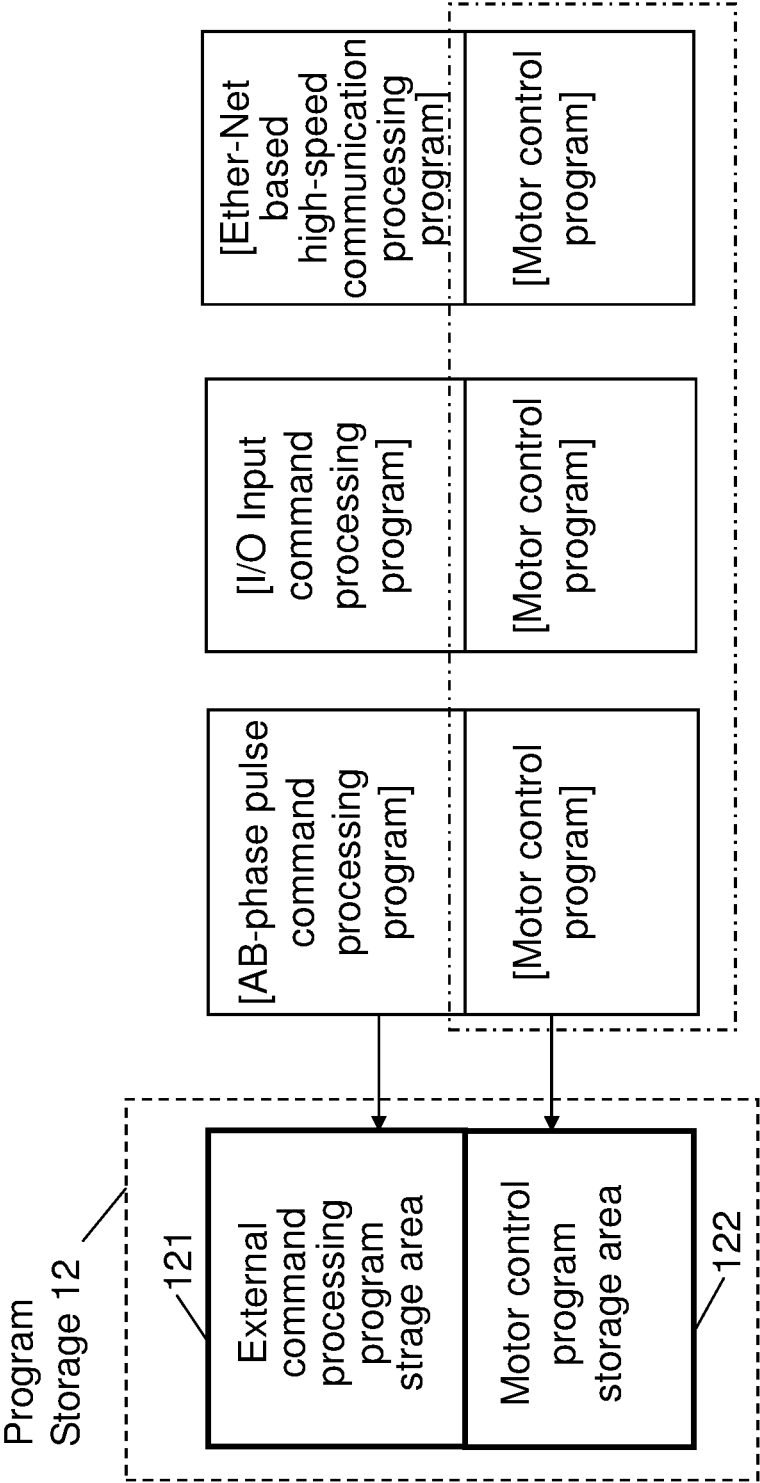 Program
Storage 12
121
External
command
processing
program
strage area
Motor control
program
storage area
122
[AB-phase pulse
command
processing
program]
[Motor control
program]
[I/O Input
command
processing
program]
[Motor control
program]
[Ether-Net
based
high-speed
communication
processing
program]
[Motor control
program]